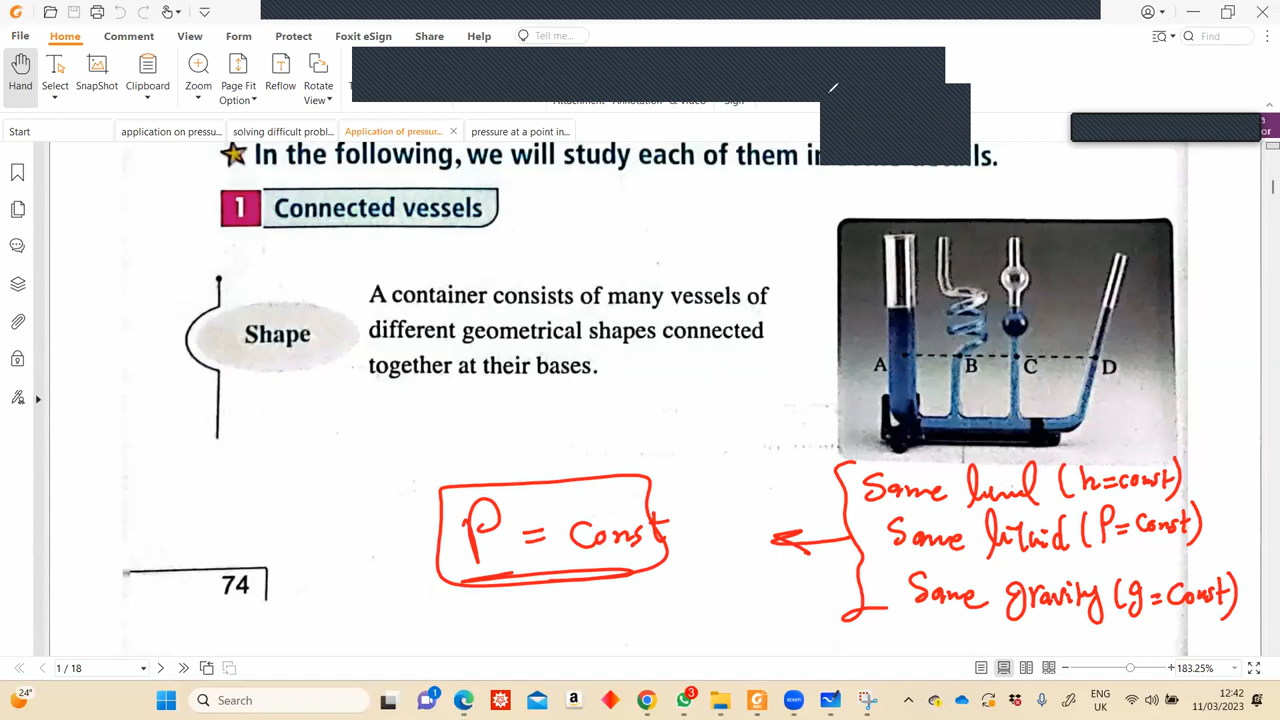 File Home Comment View Form Protect Foxit eSign Share Help Tell me... Find
Hand Select SnapShot Clipboard Zoom Page Fit Option Reflow Rotate View
Start application on pressu... solving difficult probl... Application of pressur... pressure at a point in...
In the following, we will study each of them in
ls.
1 Connected vessels
Shape
A container consists of many vessels of
different geometrical shapes connected
together at their bases.
A B C D
Same level (h=const)
Same liquid (ρ=const)
Same gravity (g=const)
P = const
74
1 / 18 183.25%
24° Search 1 3 ENG UK 12:42 11/03/2023